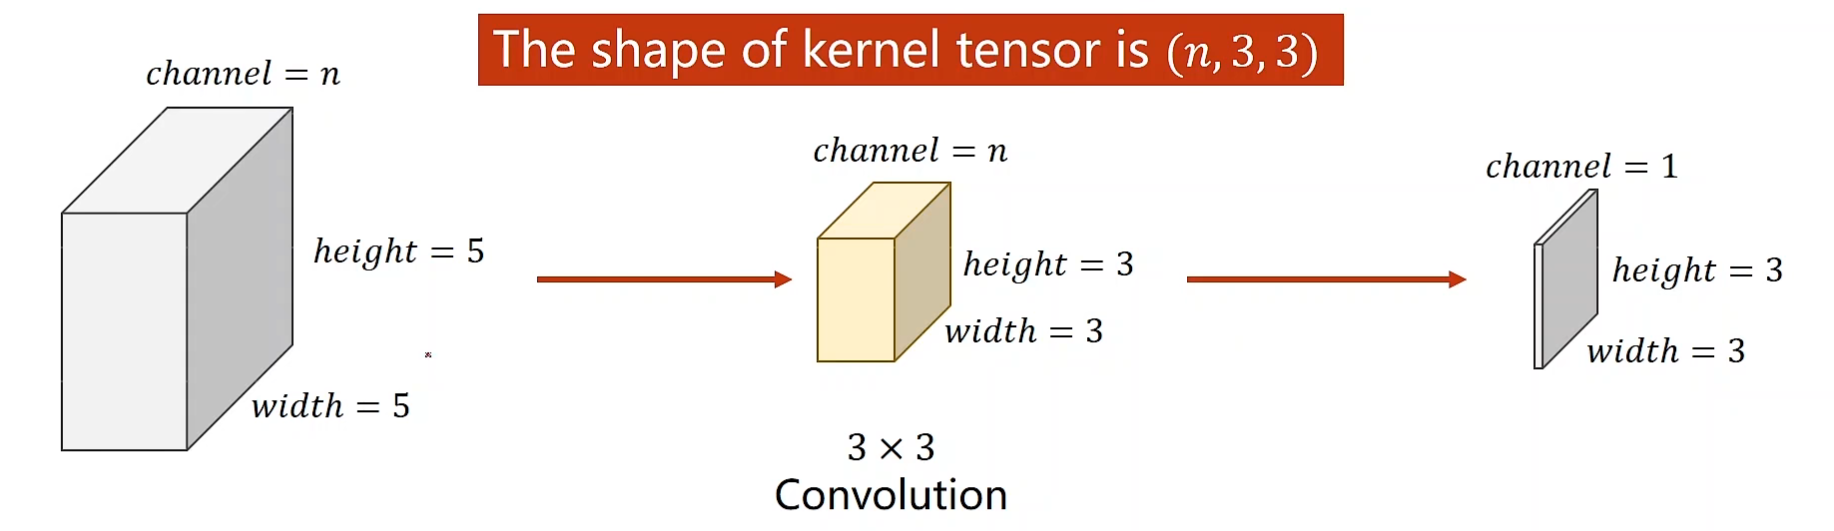 The shape of kernel tensor is (n, 3, 3)
channel = n
height = 5
width = 5
channel = n
height = 3
width = 3
3 × 3
Convolution
channel = 1
height = 3
width = 3